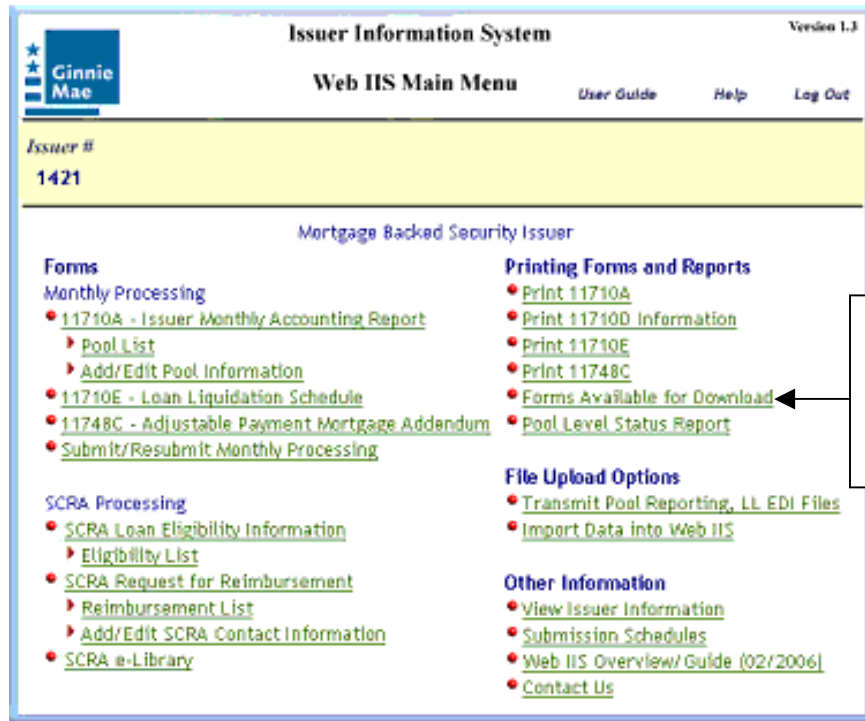 Issuer Information System
Version 1.3
Ginnie
Mae
Web IIS Main Menu
User Guide
Help
Log Out
Issuer #
1421
Mortgage Backed Security Issuer
Forms
Monthly Processing
11710A - Issuer Monthly Accounting Report
Pool List
Add/Edit Pool Information
11710E - Loan Liquidation Schedule
11748C - Adjustable Payment Mortgage Addendum
Submit/Resubmit Monthly Processing
SCRA Processing
SCRA Loan Eligibility Information
Eligibility List
SCRA Request for Reimbursement
Reimbursement List
Add/Edit SCRA Contact Information
SCRA e-Library
Printing Forms and Reports
Print 11710A
Print 11710D Information
Print 11710E
Print 11748C
Forms Available for Download
Pool Level Status Report
File Upload Options
Transmit Pool Reporting, LL EDI Files
Import Data into Web IIS
Other Information
View Issuer Information
Submission Schedules
Web IIS Overview/Guide (02/2006)
Contact Us